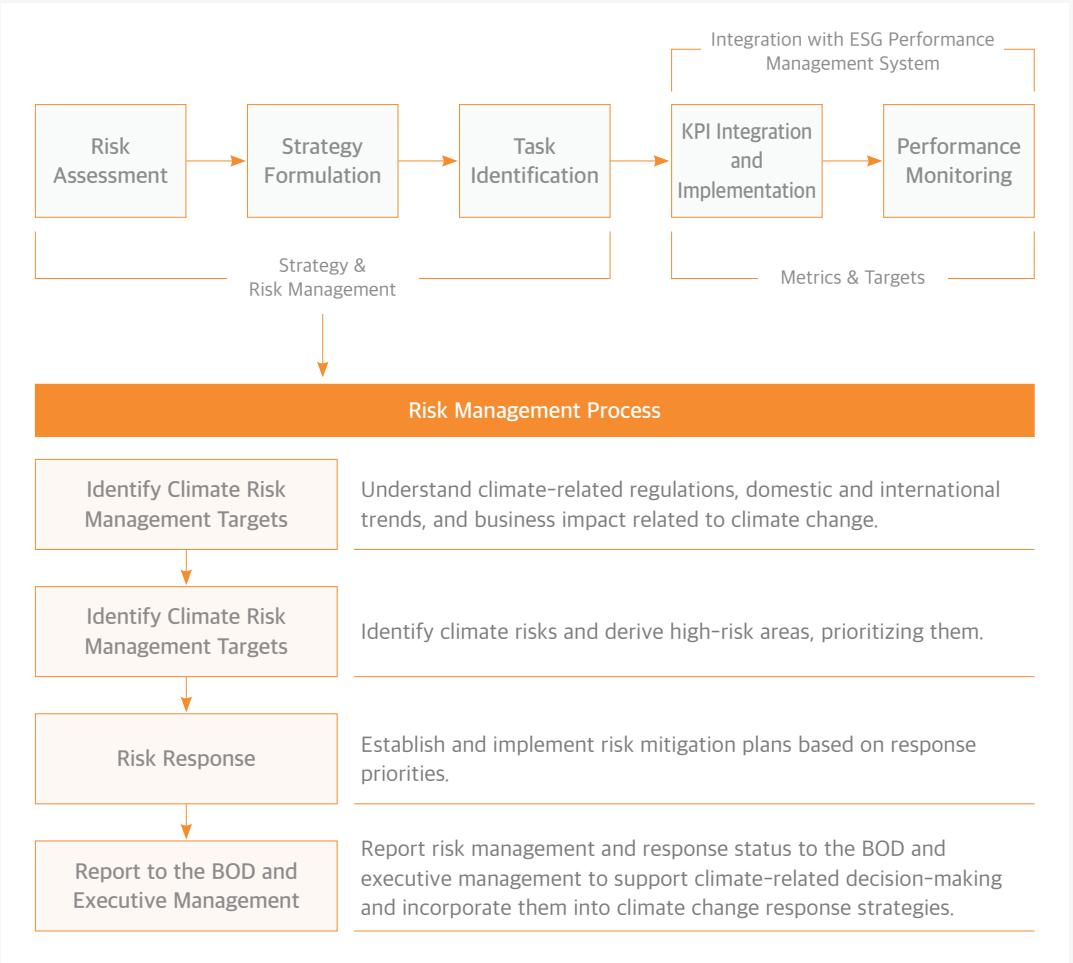 Integration with ESG Performance
Management System
Risk
Assessment
Strategy
Formulation
Task
Identification
KPI Integration
and
Implementation
Performance
Monitoring
Strategy &
Risk Management
Metrics & Targets
Risk Management Process
Identify Climate Risk
Management Targets
Understand climate-related regulations, domestic and international
trends, and business impact related to climate change.
Identify Climate Risk
Management Targets
Identify climate risks and derive high-risk areas, prioritizing them.
Risk Response
Establish and implement risk mitigation plans based on response
priorities.
Report to the BOD and
Executive Management
Report risk management and response status to the BOD and
executive management to support climate-related decision-making
and incorporate them into climate change response strategies.